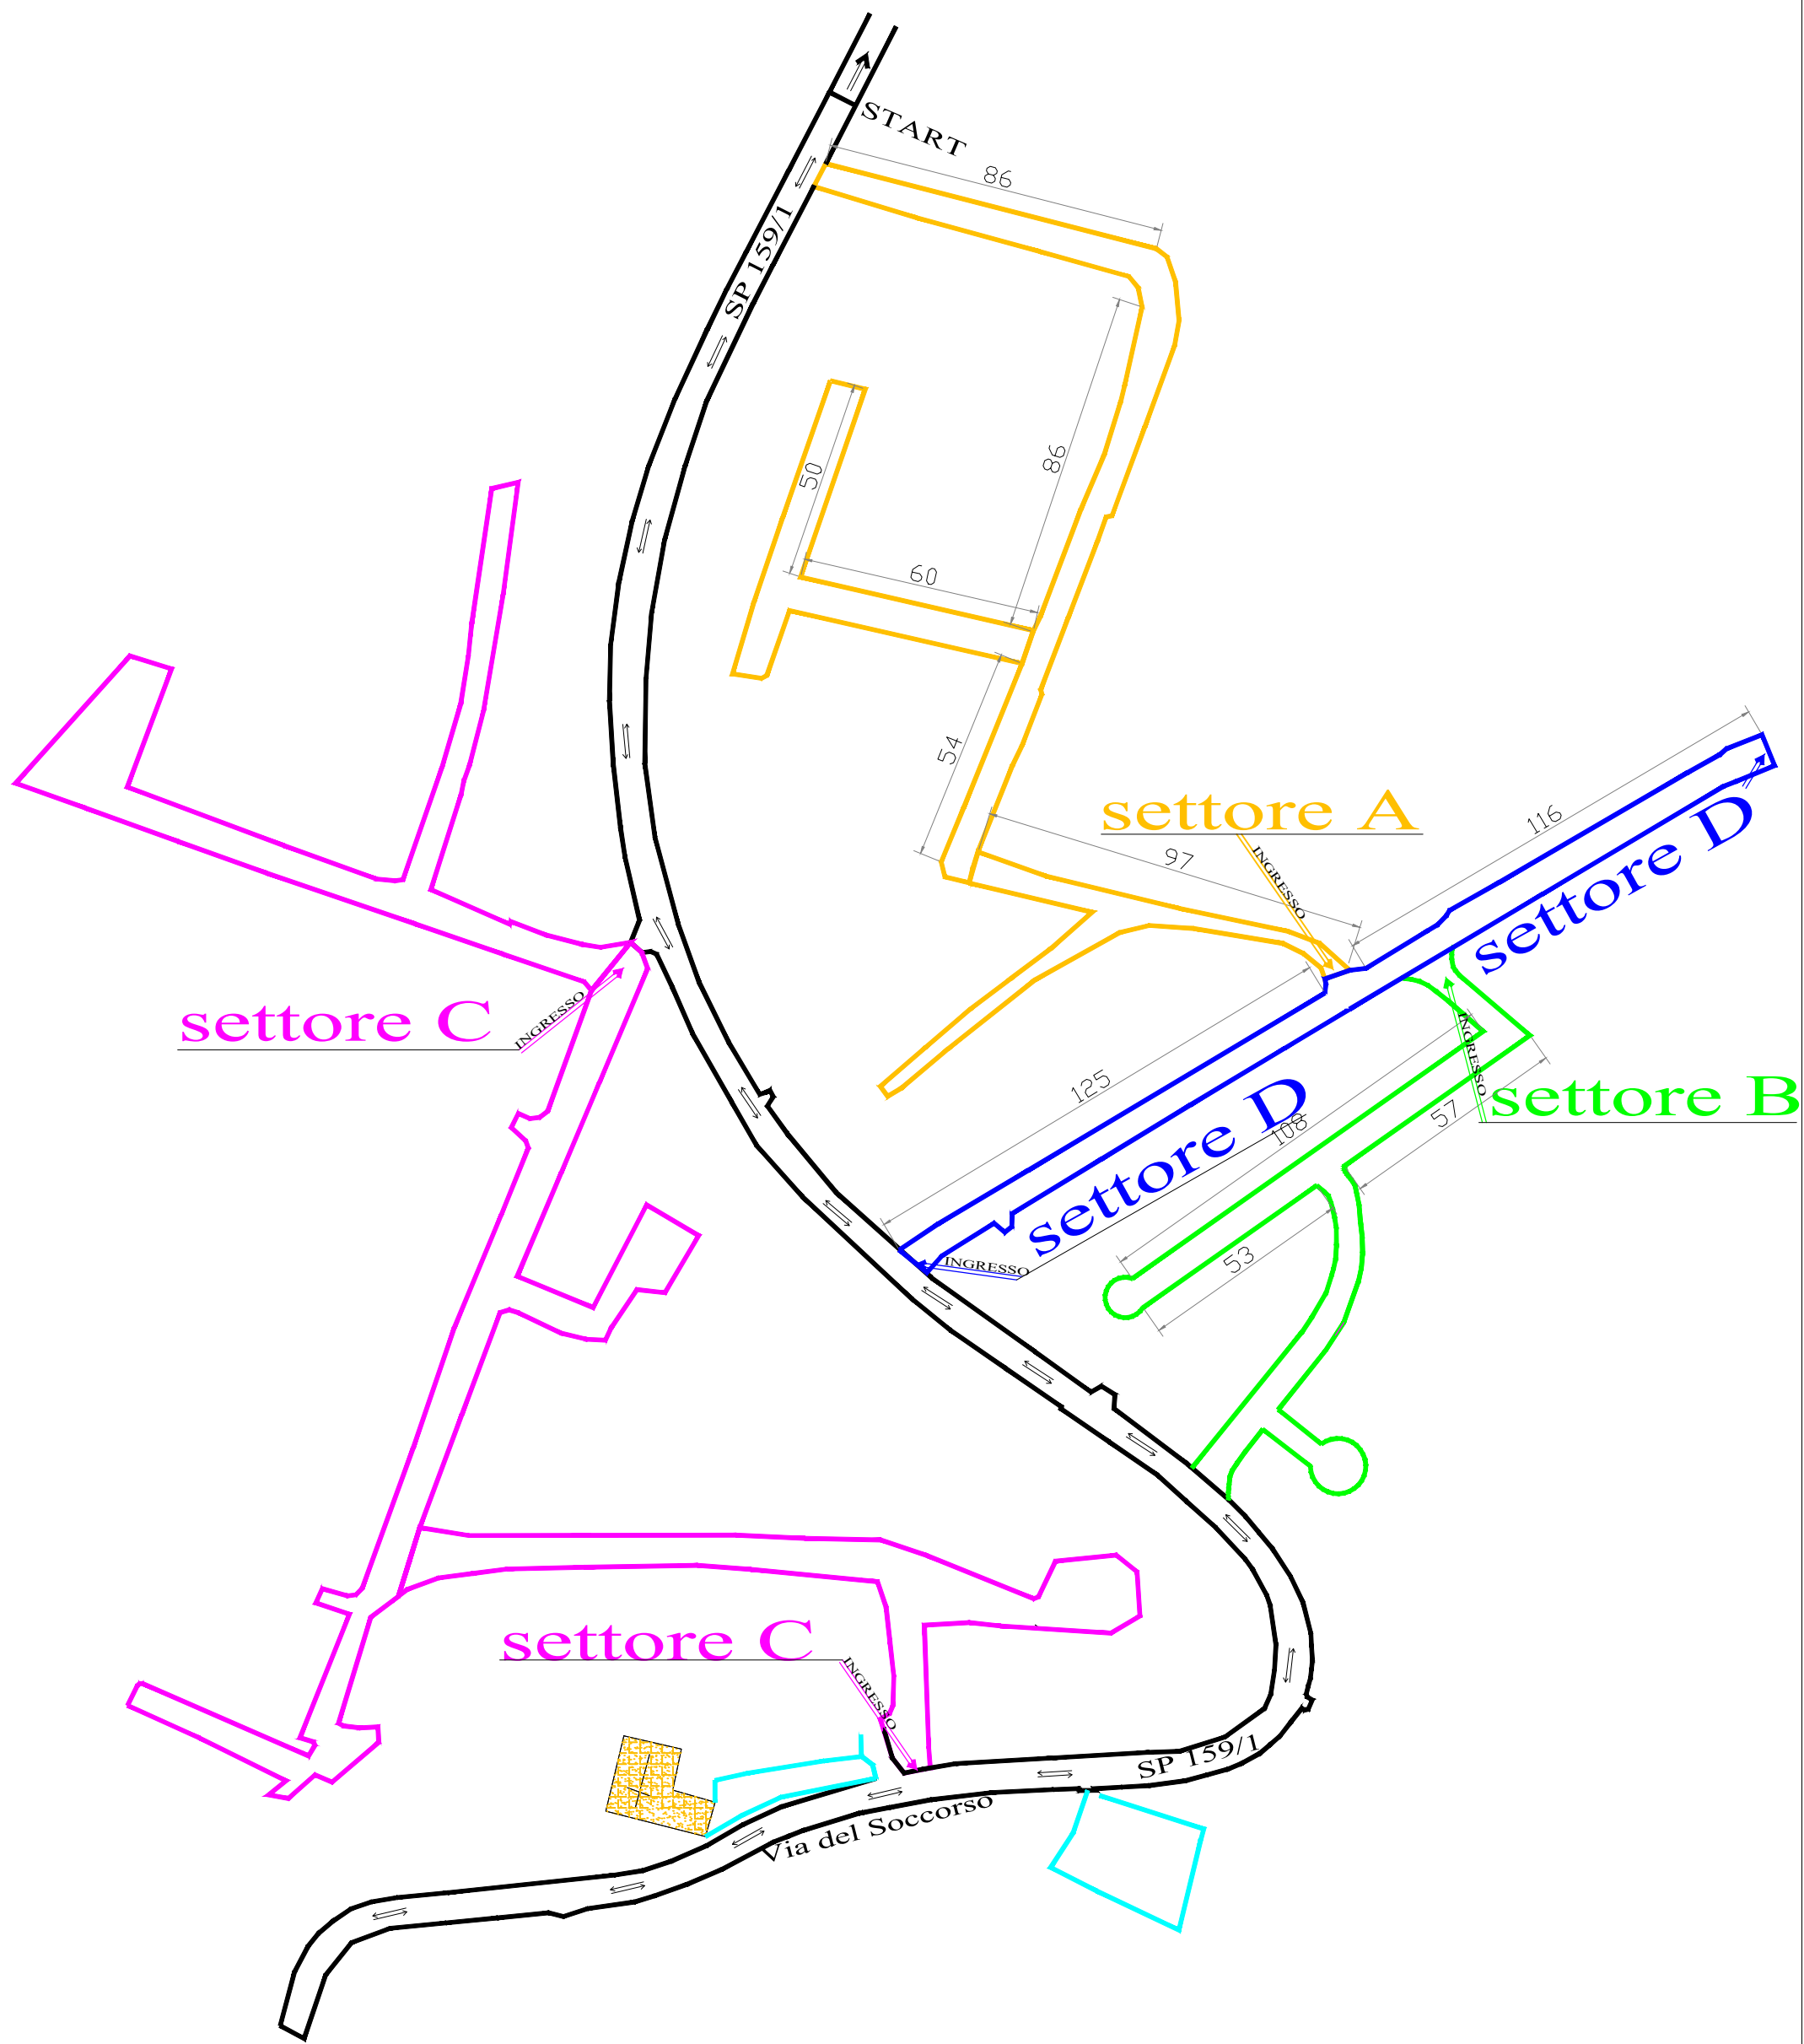 START
86
SP 159/1
86
50
60
54
settore A
INGRESSO
97
116
settore D
settore C
INGRESSO
125
settore D
108
INGRESSO
INGRESSO
settore B
57
53
settore C
INGRESSO
SP 159/1
Via del Soccorso